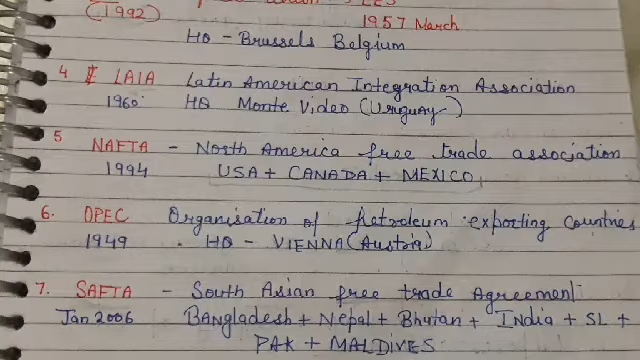 (1992)
1957 March
HQ - Brussels Belgium
4 LAIA Latin American Integration Association
1960 HQ Monte Video (Uruguay)
5 NAFTA - North America free trade association
1994 USA + CANADA + MEXICO
6. OPEC Organisation of Petroleum exporting countries
1949 HQ - VIENNA (Austria)
7. SAFTA - South Asian free trade Agreement
Jan 2006 BAngladesh + Nepal + Bhutan + India + SL +
PAK + MALDIVES